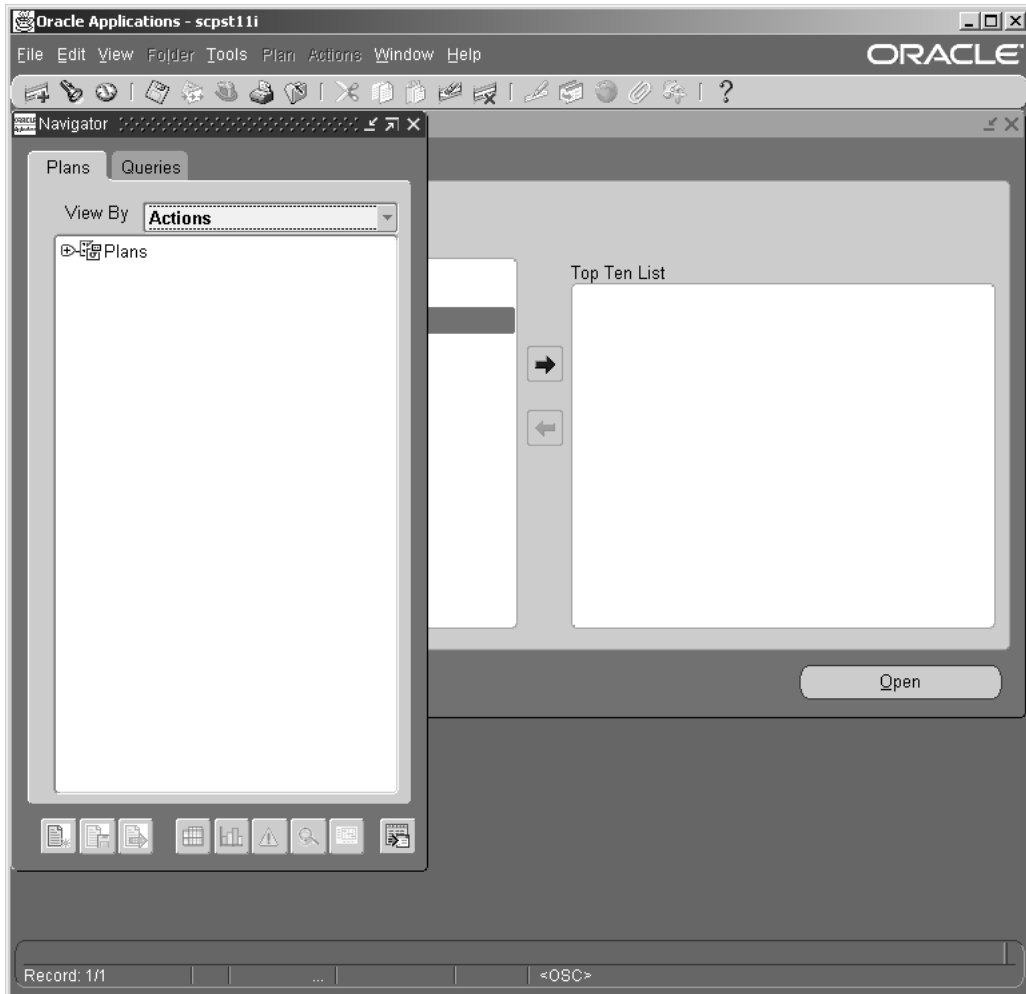 Oracle Applications - scpst11i
File Edit View Folder Tools Plan Actions Window Help
ORACLE
Navigator
Plans Queries
View By Actions
Plans
Top Ten List
Open
Record: 1/1 ... <OSC>